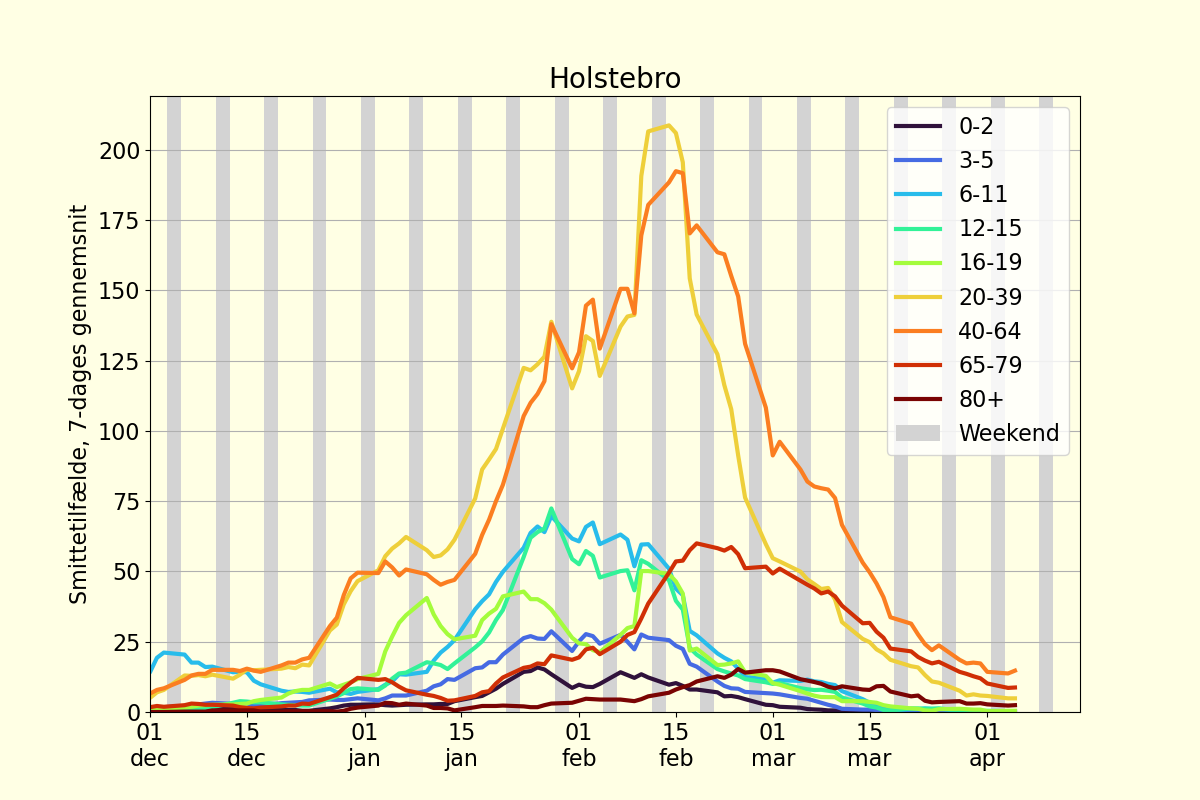 Holstebro
Smittetilfælde, 7-dages gennemsnit
200
175
150
125
100
75
50
25
0
01 dec
15 dec
01 jan
15 jan
01 feb
15 feb
01 mar
15 mar
01 apr
0-2
3-5
6-11
12-15
16-19
20-39
40-64
65-79
80+
Weekend